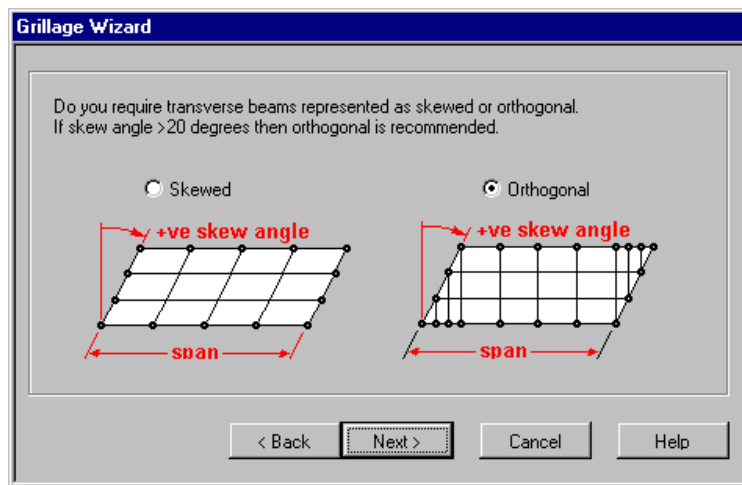 Grillage Wizard
Do you require transverse beams represented as skewed or orthogonal.
If skew angle >20 degrees then orthogonal is recommended.
Skewed
Orthogonal
+ve skew angle
+ve skew angle
span
span
< Back
Next >
Cancel
Help